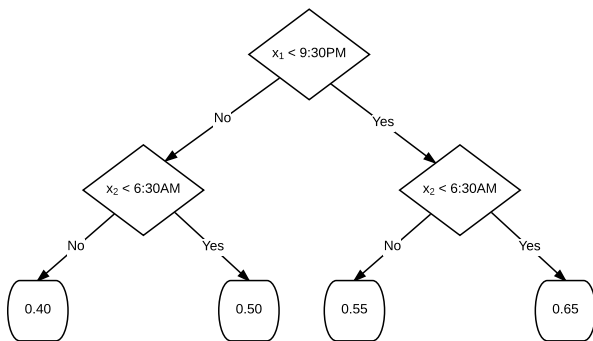 x₁ < 9:30PM
No
Yes
x₂ < 6:30AM
x₂ < 6:30AM
No
Yes
No
Yes
0.40
0.50
0.55
0.65